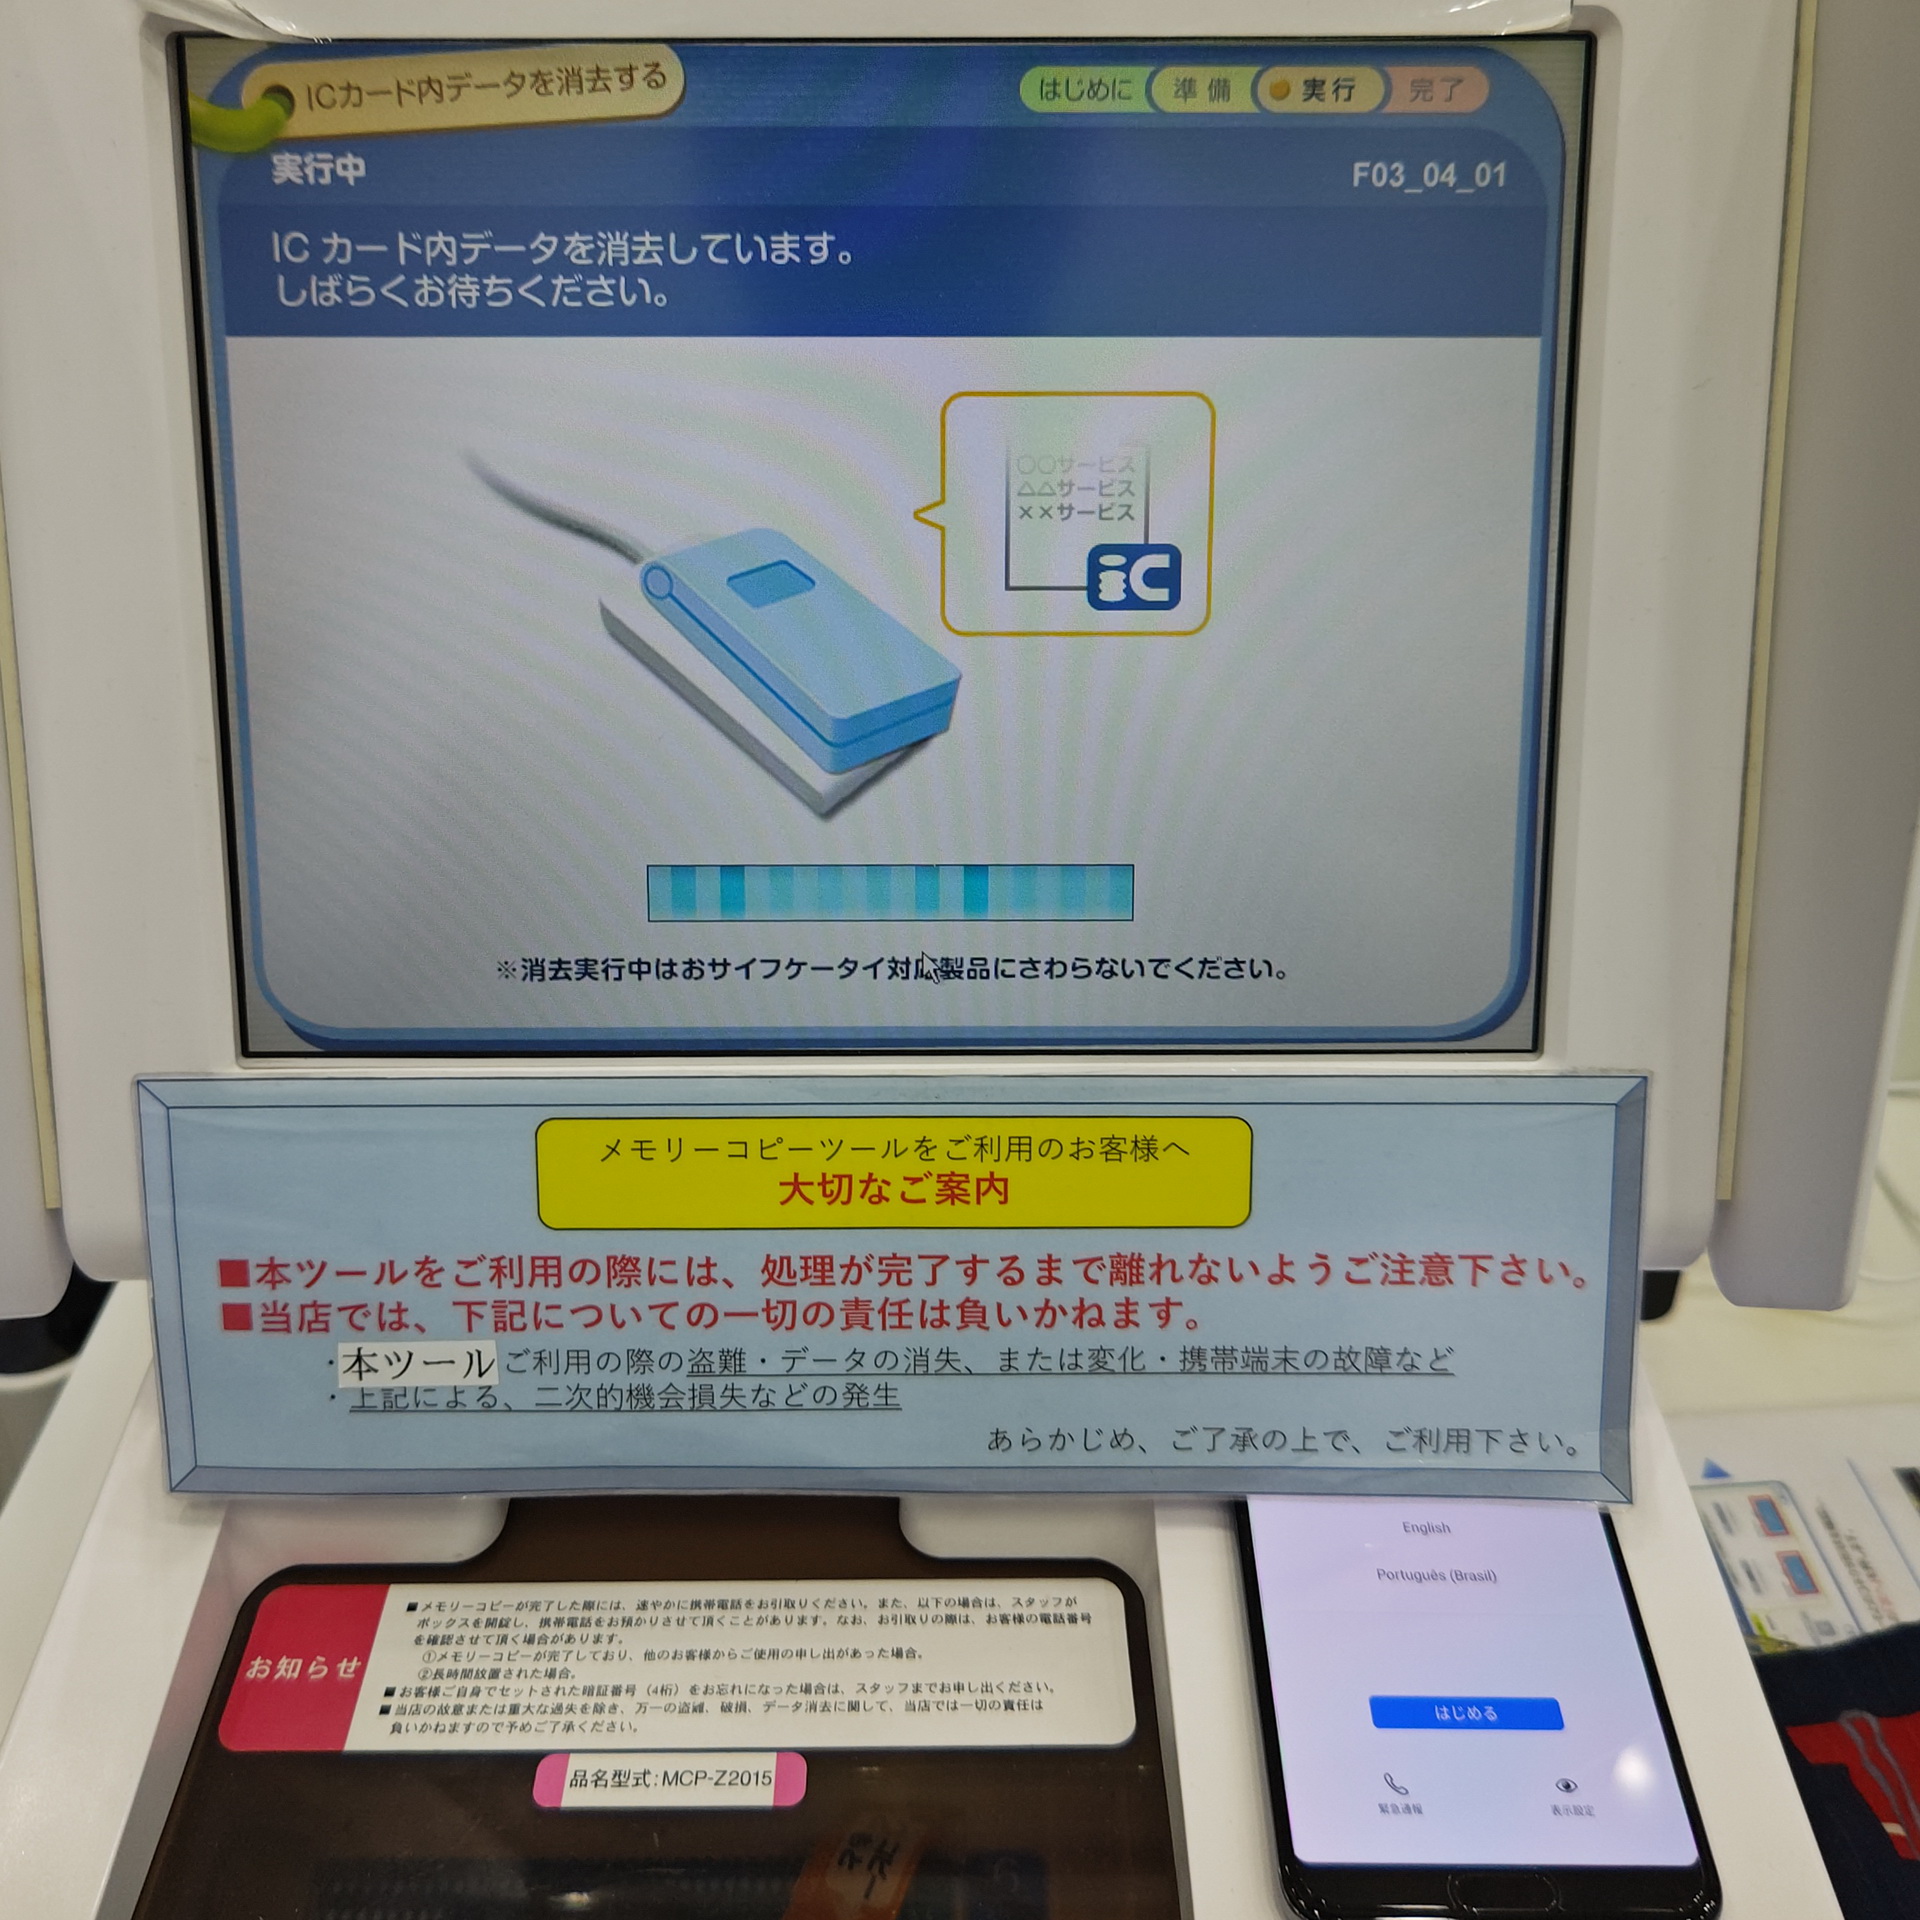 ICカード内データを消去する
はじめに 準備 実行 完了
実行中
F03_04_01
IC カード内データを消去しています。
しばらくお待ちください。
○○サービス
△△サービス
××サービス
iC
※消去実行中はおサイフケータイ対応製品にさわらないでください。
メモリーコピーツールをご利用のお客様へ
大切なご案内
■本ツールをご利用の際には、処理が完了するまで離れないようご注意下さい。
■当店では、下記についての一切の責任は負いかねます。
・本ツールご利用の際の盗難・データの消失、または変化・携帯端末の故障など
・上記による、二次的機会損失などの発生
あらかじめ、ご了承の上で、ご利用下さい。
お知らせ
■メモリーコピーが完了した際には、速やかに携帯電話をお引取りください。また、以下の場合は、スタッフが
ボックスを開錠し、携帯電話をお預かりさせて頂くことがあります。なお、お引取りの際は、お客様の電話番号
を確認させて頂く場合があります。
①メモリーコピーが完了しており、他のお客様からご使用の申し出があった場合。
②長時間放置された場合。
■お客様ご自身でセットされた暗証番号（4桁）をお忘れになった場合は、スタッフまでお申し出ください。
■当店の故意または重大な過失を除き、万一の盗難、破損、データ消去に関して、当店では一切の責任は
負いかねますので予めご了承ください。
品名型式:MCP-Z2015
English
Português (Brasil)
はじめる
緊急通報
表示設定